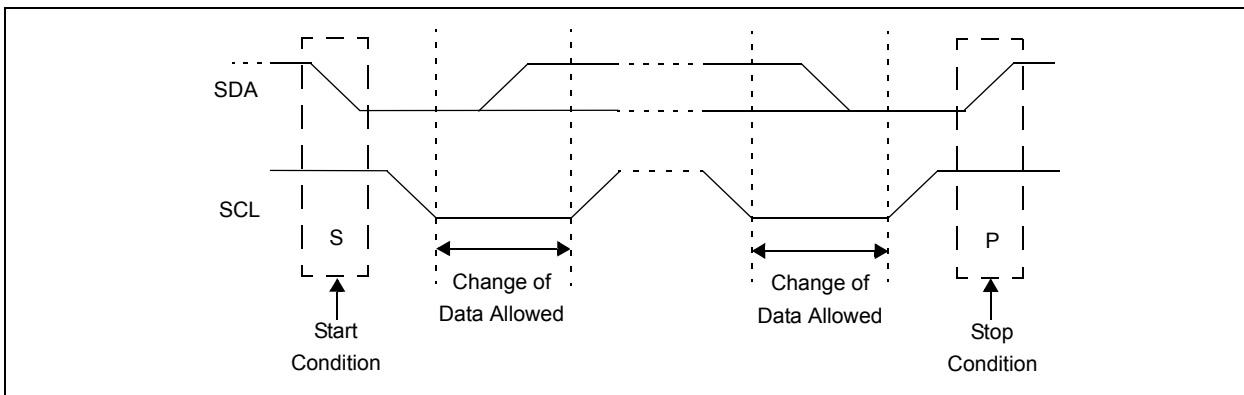 SDA
SCL
S
P
Change of
Data Allowed
Change of
Data Allowed
Start
Condition
Stop
Condition